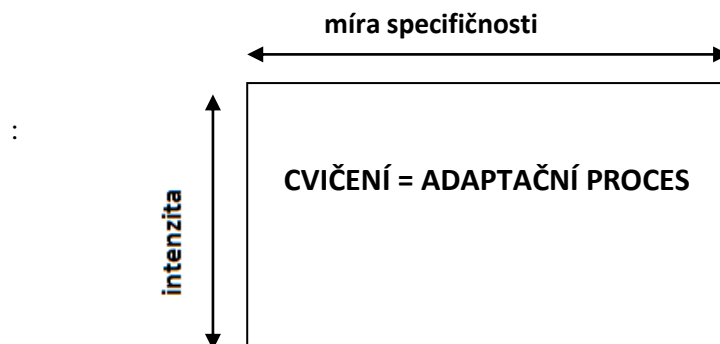 míra specifičnosti
:
CVIČENÍ = ADAPTAČNÍ PROCES
intenzita